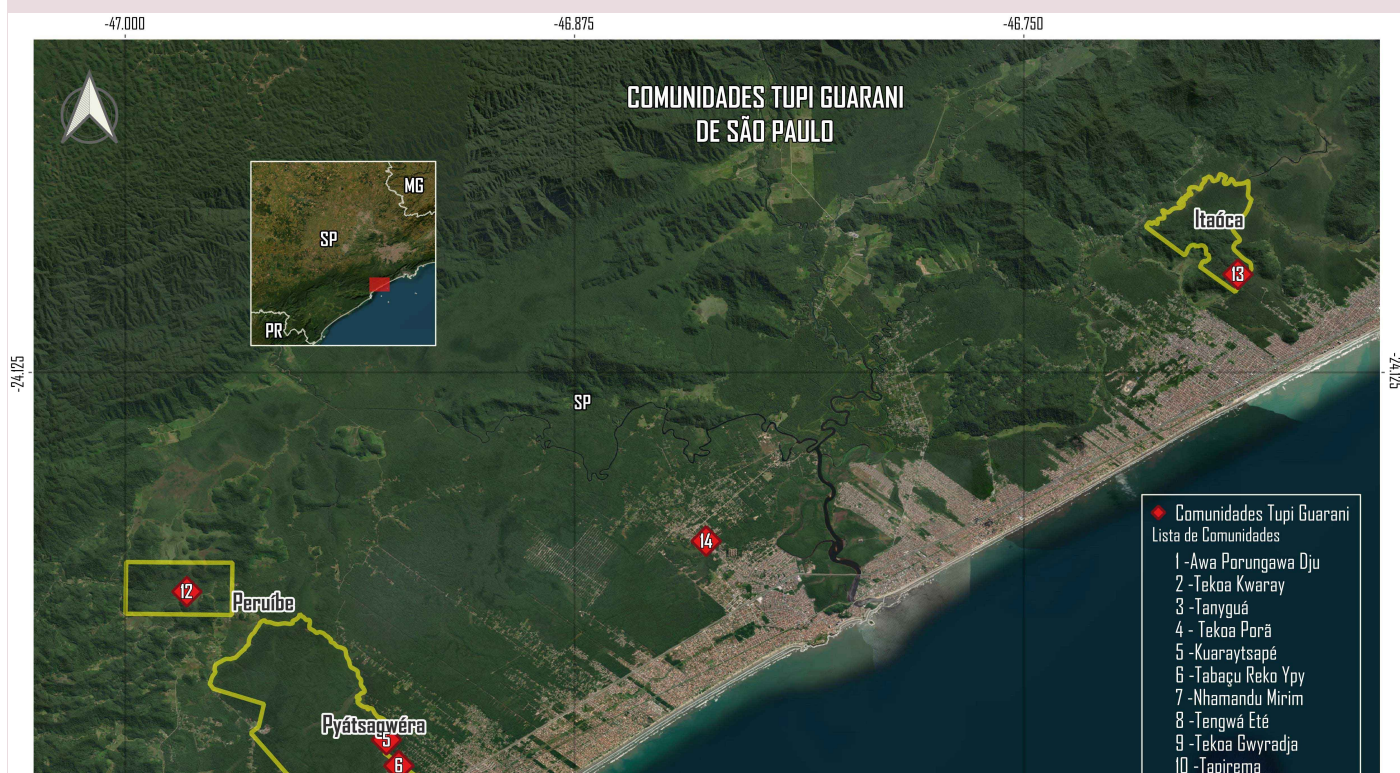 -47.000
-46.875
-46.750
COMUNIDADES TUPI GUARANI
DE SÃO PAULO
MG
SP
PR
Itaóca
13
-24.125
-24.125
SP
14
12
Peruíbe
Pyátsagwéra
5
6
Comunidades Tupi Guarani
Lista de Comunidades
1 -Awa Porungawa Dju
2 -Tekoa Kwaray
3 -Tanyguá
4 - Tekoa Porã
5 -Kuaraytsapé
6 -Tabaçu Reko Ypy
7 -Nhamandu Mirim
8 -Tengwá Eté
9 -Tekoa Gwyradja
10 -Tapirema